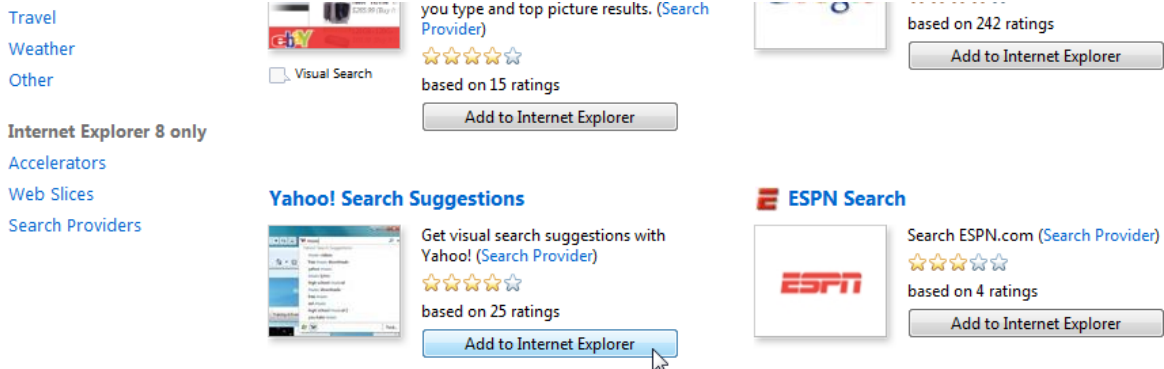 Travel
Weather
Other
Internet Explorer 8 only
Accelerators
Web Slices
Search Providers
ebY
Visual Search
you type and top picture results. (Search
Provider)
based on 15 ratings
Add to Internet Explorer
based on 242 ratings
Add to Internet Explorer
Yahoo! Search Suggestions
Get visual search suggestions with
Yahoo! (Search Provider)
based on 25 ratings
Add to Internet Explorer
ESPN Search
ESPN
Search ESPN.com (Search Provider)
based on 4 ratings
Add to Internet Explorer